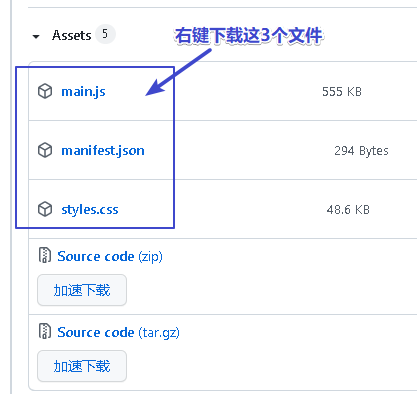 Assets 5
右键下载这3个文件
main.js 555 KB
manifest.json 294 Bytes
styles.css 48.6 KB
Source code (zip)
加速下载
Source code (tar.gz)
加速下载